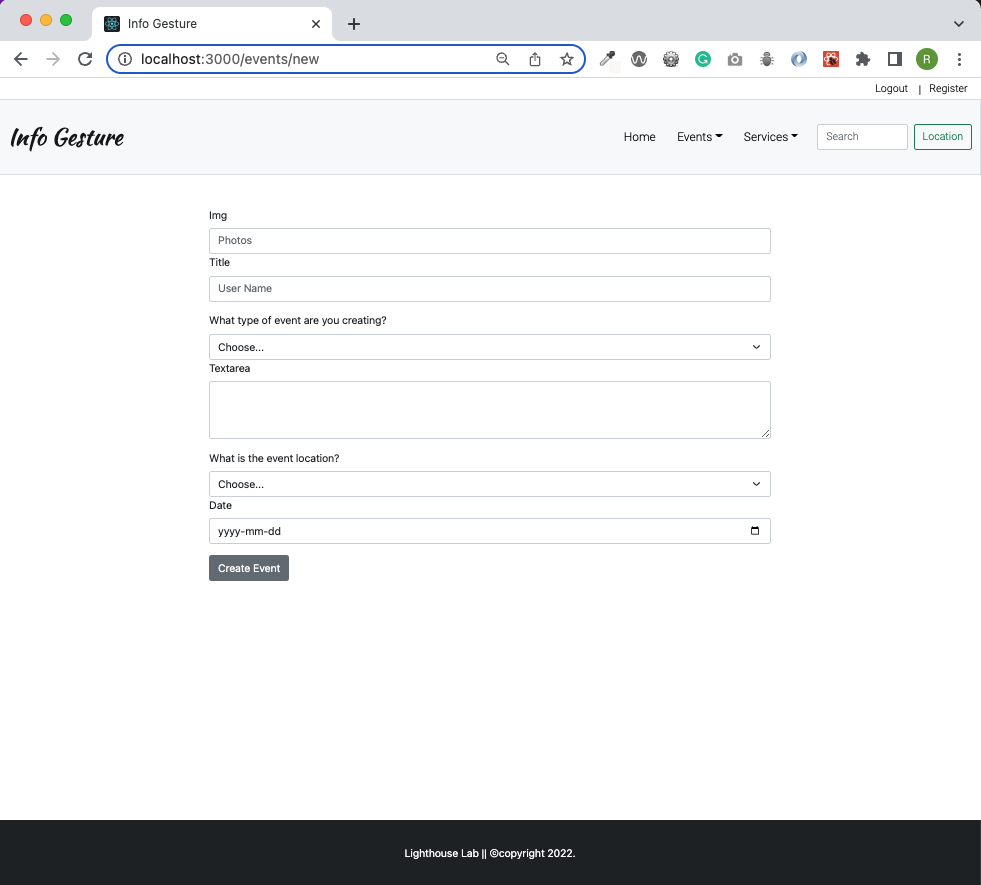 Info Gesture
localhost:3000/events/new
R
Logout | Register
Info Gesture
Home Events Services Search Location
Img
Photos
Title
User Name
What type of event are you creating?
Choose...
Textarea
What is the event location?
Choose...
Date
yyyy-mm-dd
Create Event
Lighthouse Lab || ©copyright 2022.